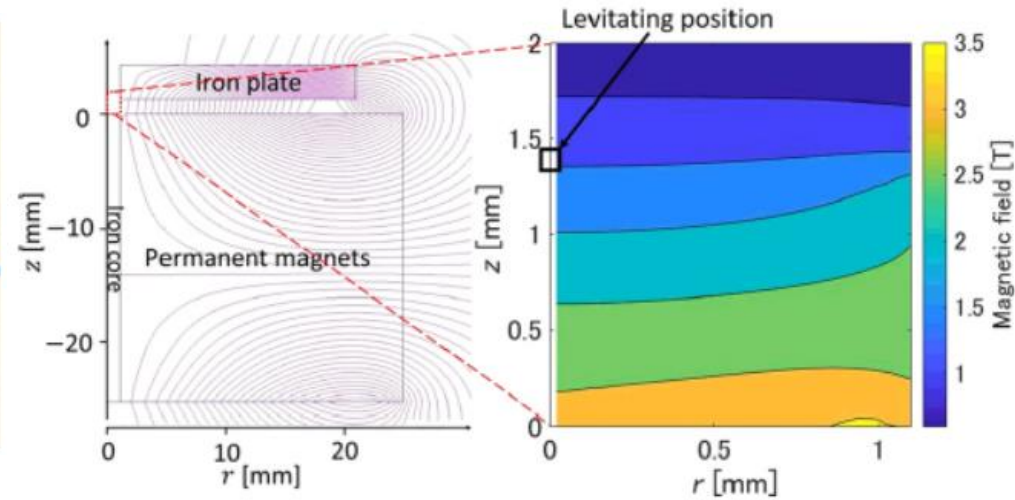 Levitating position
Iron plate
0
−10
−20
z [mm]
Iron core
Permanent magnets
0
10
20
r [mm]
2
1.5
1
0.5
0
z [mm]
0
0.5
1
r [mm]
3.5
3
2.5
2
1.5
1
Magnetic field [T]